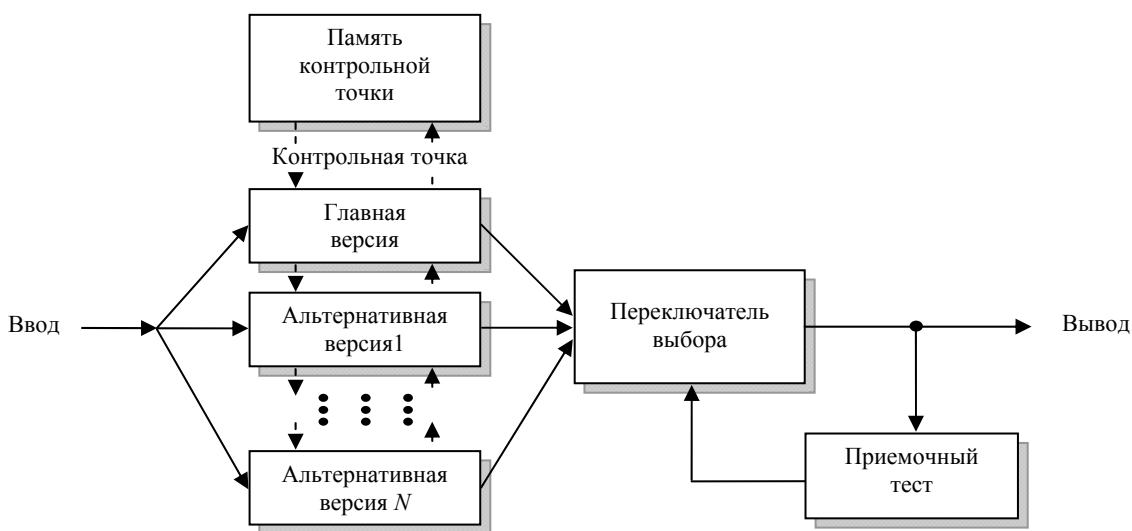 Память
контрольной
точки
Контрольная точка
Главная
версия
Ввод
Альтернативная
версия1
Переключатель
выбора
Вывод
Альтернативная
версия N
Приемочный
тест